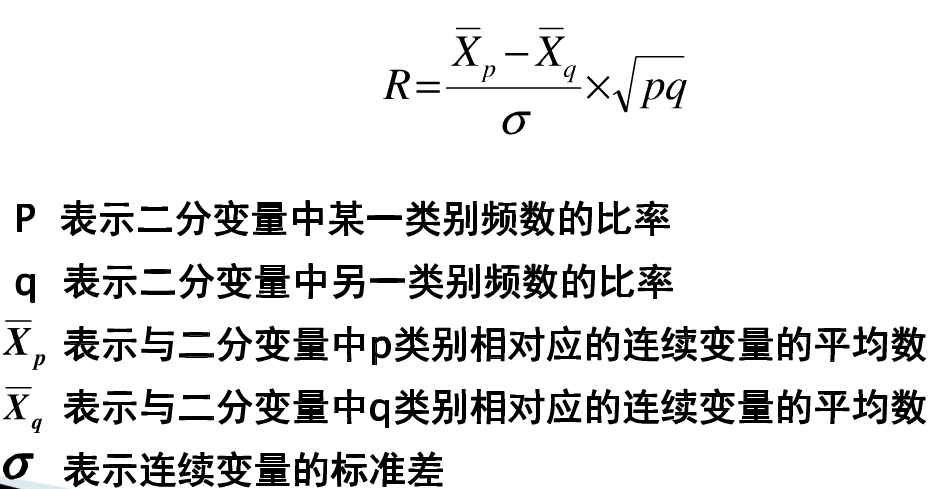 R = \frac{\overline{X}_p - \overline{X}_q}{\sigma} \times \sqrt{pq}
P 表示二分变量中某一类别频数的比率
q 表示二分变量中另一类别频数的比率
\overline{X}_p 表示与二分变量中p类别相对应的连续变量的平均数
\overline{X}_q 表示与二分变量中q类别相对应的连续变量的平均数
σ 表示连续变量的标准差